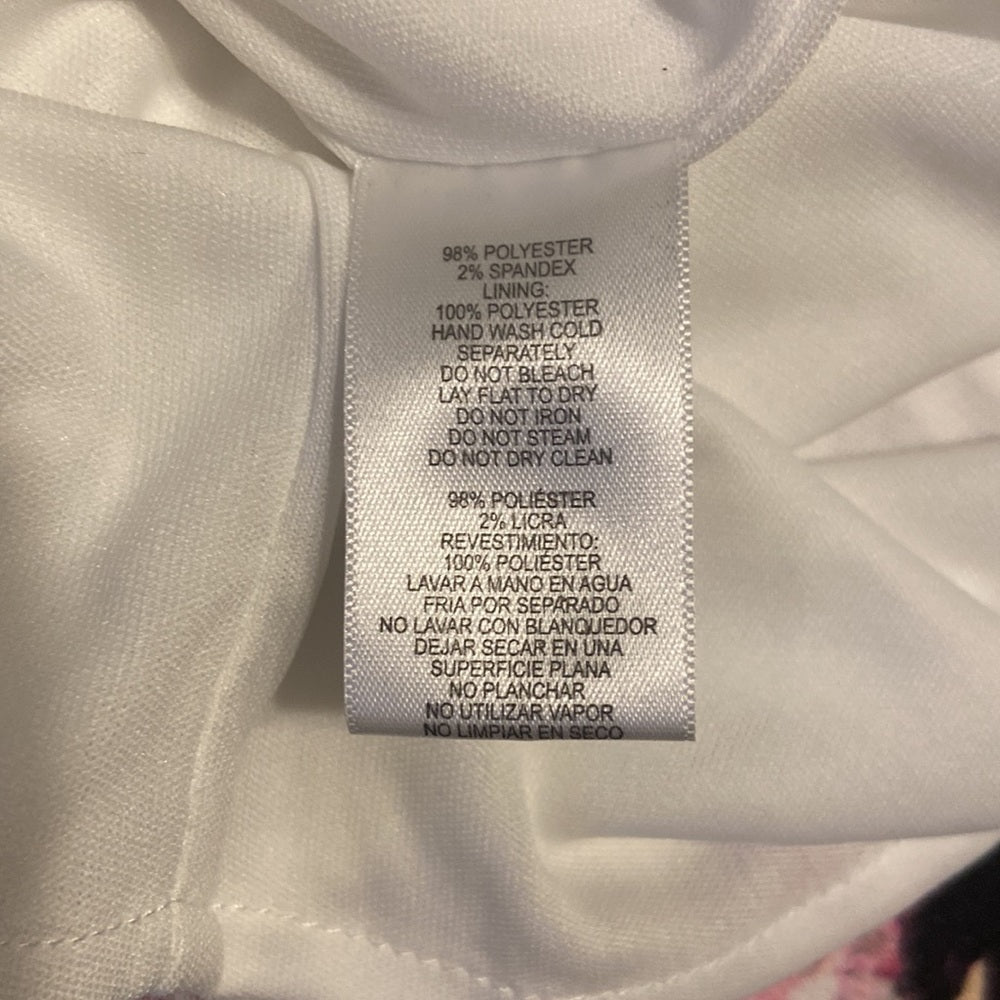 98% POLYESTER
2% SPANDEX
LINING:
100% POLYESTER
HAND WASH COLD
SEPARATELY
DO NOT BLEACH
LAY FLAT TO DRY
DO NOT IRON
DO NOT STEAM
DO NOT DRY CLEAN
98% POLIÉSTER
2% LICRA
REVESTIMIENTO:
100% POLIÉSTER
LAVAR A MANO EN AGUA
FRIA POR SEPARADO
NO LAVAR CON BLANQUEDOR
DEJAR SECAR EN UNA
SUPERFICIE PLANA
NO PLANCHAR
NO UTILIZAR VAPOR
NO LIMPIAR EN SECO